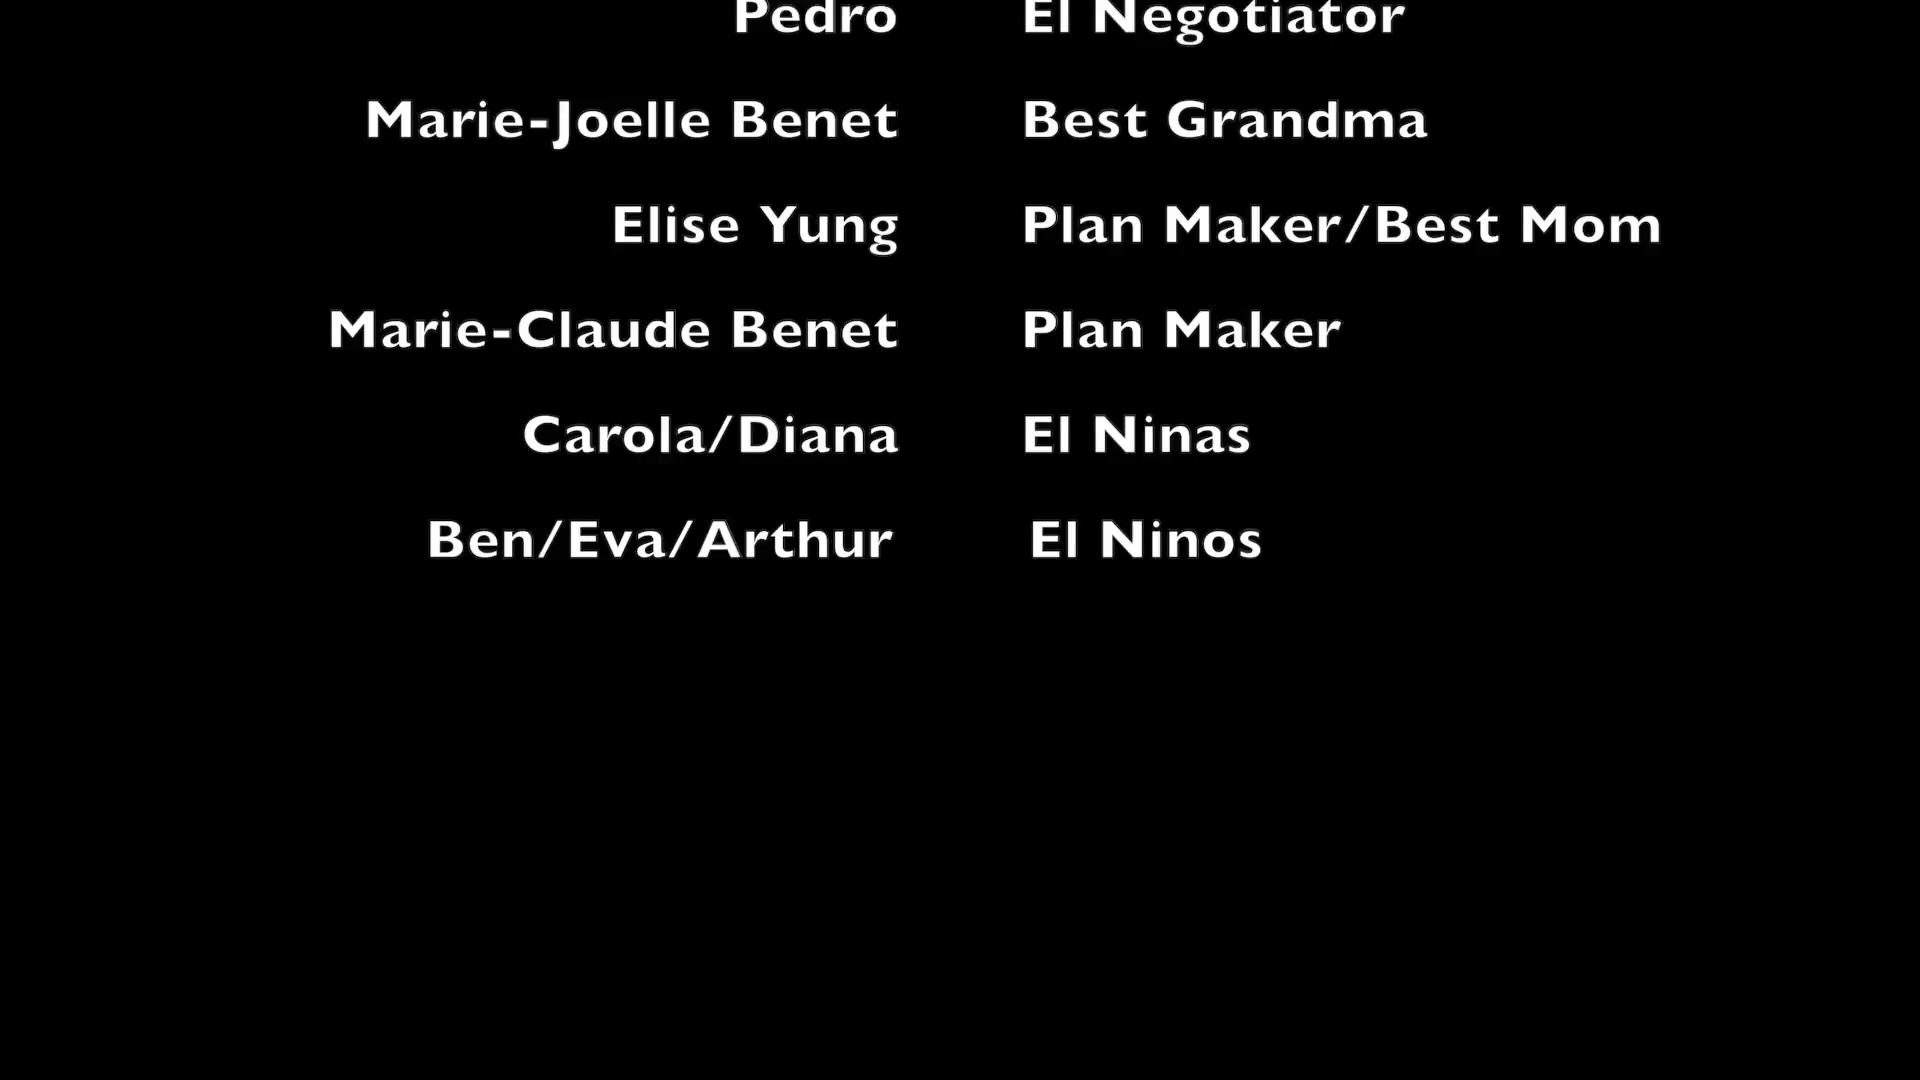 Pedro El Negotiator
Marie-Joelle Benet Best Grandma
Elise Yung Plan Maker/Best Mom
Marie-Claude Benet Plan Maker
Carola/Diana El Ninas
Ben/Eva/Arthur El Ninos